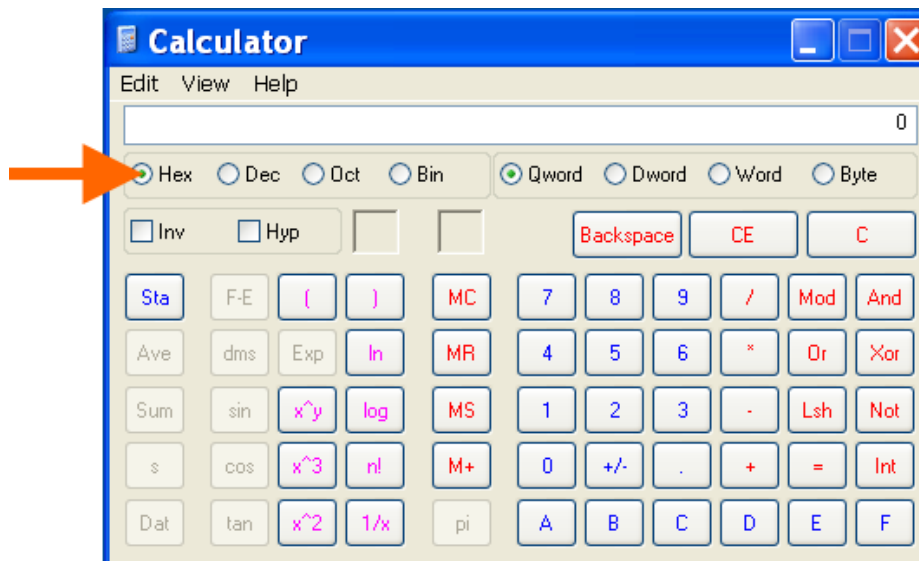 Calculator
Edit View Help
0
Hex Dec Oct Bin Qword Dword Word Byte
Inv Hyp Backspace CE C
Sta F-E ( ) MC 7 8 9 / Mod And
Ave dms Exp ln MR 4 5 6 * Or Xor
Sum sin x^y log MS 1 2 3 - Lsh Not
s cos x^3 n! M+ 0 +/- . + = Int
Dat tan x^2 1/x pi A B C D E F